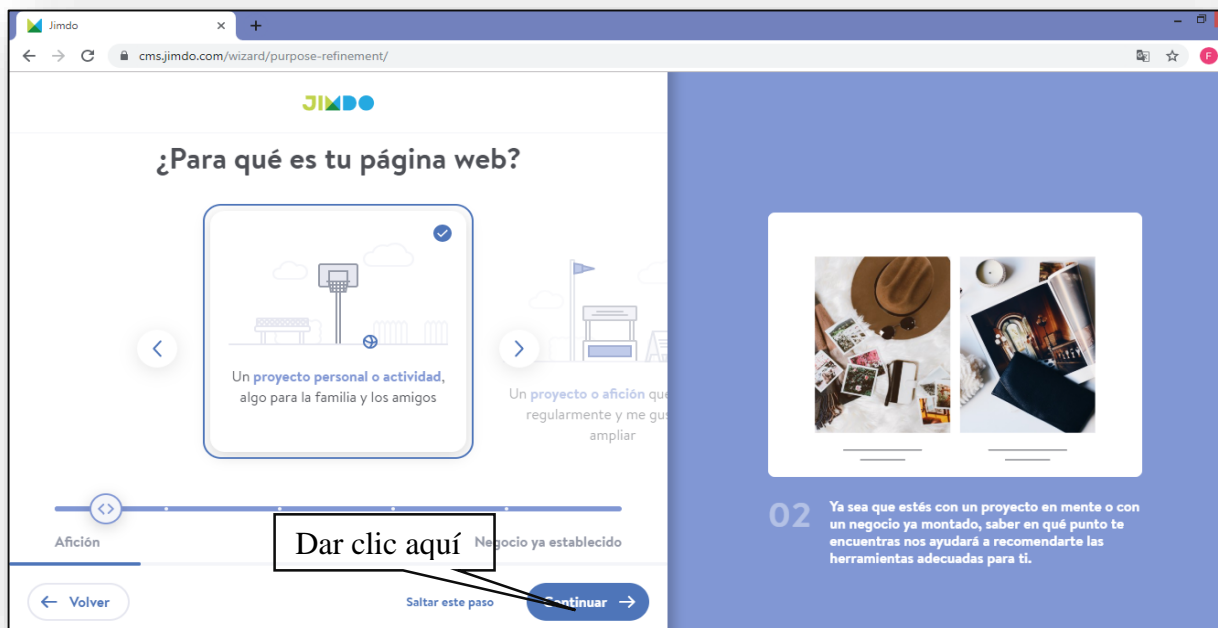 Jimdo
cms.jimdo.com/wizard/purpose-refinement/
F
JIMDO
¿Para qué es tu página web?
Un proyecto personal o actividad,
algo para la familia y los amigos
Un proyecto o afición que
regularmente y me gus
ampliar
Afición
Negocio ya establecido
Dar clic aquí
Volver
Saltar este paso
Continuar
02
Ya sea que estés con un proyecto en mente o con
un negocio ya montado, saber en qué punto te
encuentras nos ayudará a recomendarte las
herramientas adecuadas para ti.